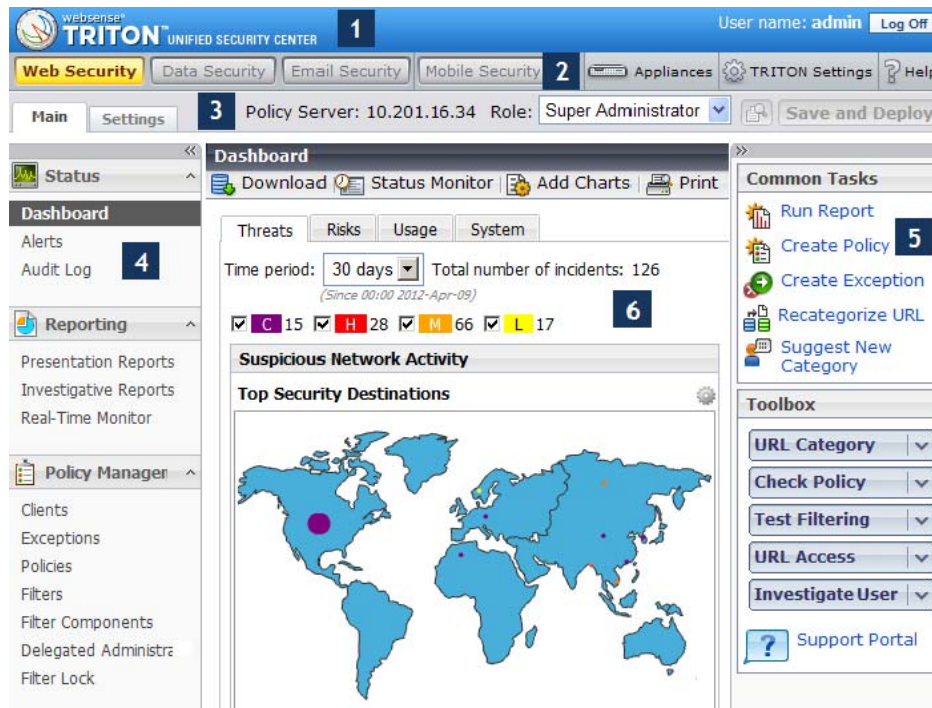 websense®
TRITON™ UNIFIED SECURITY CENTER
1
User name: admin
Log Off
Web Security
Data Security
Email Security
Mobile Security
2
Appliances
TRITON Settings
Help
Main
Settings
3
Policy Server: 10.201.16.34
Role:
Super Administrator
Save and Deploy
Status
Dashboard
Alerts
Audit Log
4
Reporting
Presentation Reports
Investigative Reports
Real-Time Monitor
Policy Manager
Clients
Exceptions
Policies
Filters
Filter Components
Delegated Administra
Filter Lock
Dashboard
Download
Status Monitor
Add Charts
Print
Threats
Risks
Usage
System
Time period:
30 days
Total number of incidents: 126
(Since 00:00 2012-Apr-09)
6
C 15
H 28
M 66
L 17
Suspicious Network Activity
Top Security Destinations
Common Tasks
Run Report
Create Policy
5
Create Exception
Recategorize URL
Suggest New
Category
Toolbox
URL Category
Check Policy
Test Filtering
URL Access
Investigate User
? Support Portal